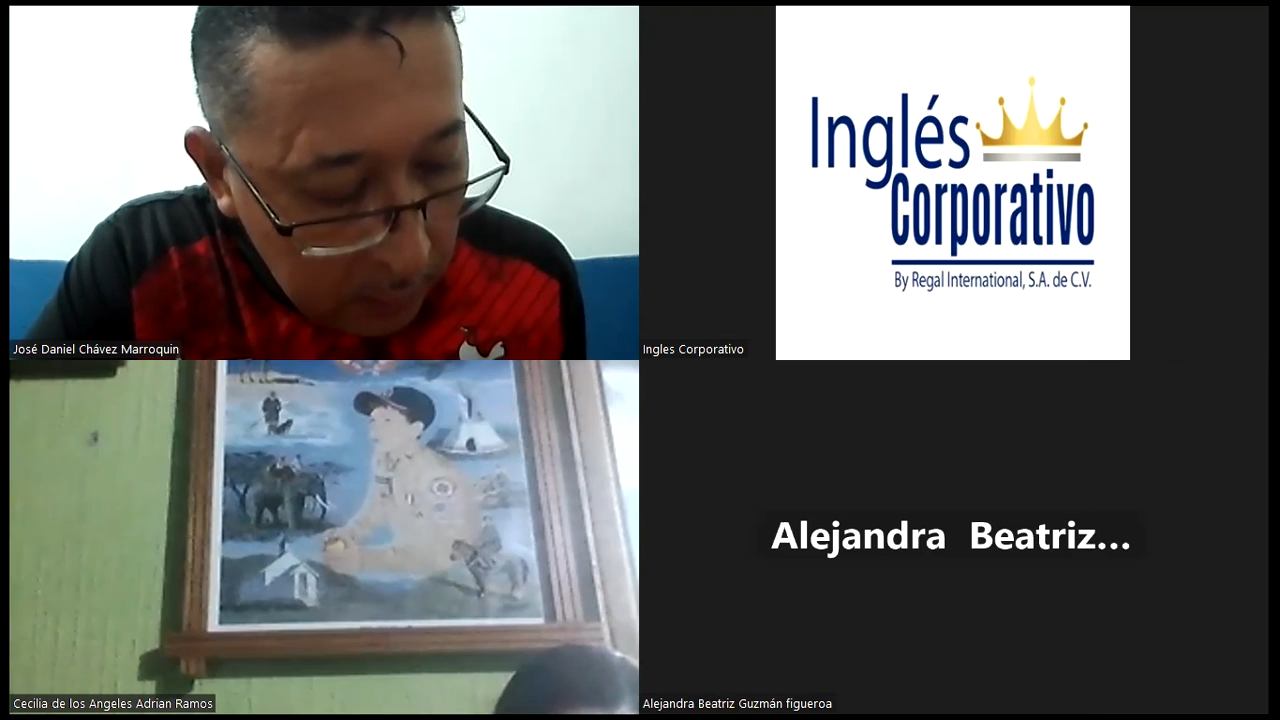 Inglés
Corporativo
By Regal International, S.A. de C.V.
José Daniel Chávez Marroquin
Ingles Corporativo
Alejandra Beatriz...
Cecilia de los Angeles Adrian Ramos
Alejandra Beatriz Guzmán figueroa